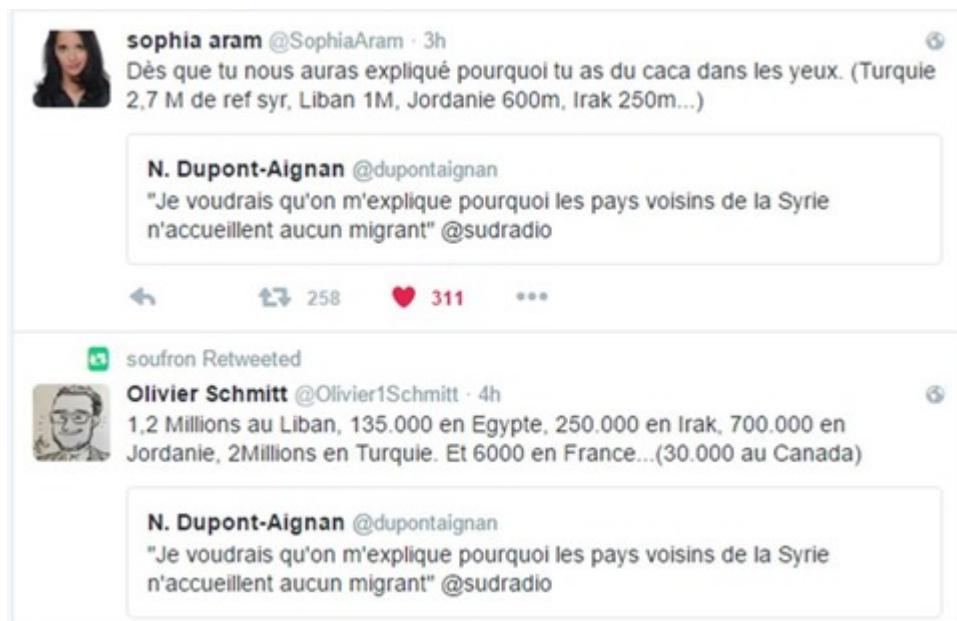 sophia aram @SophiaAram · 3h
Dès que tu nous auras expliqué pourquoi tu as du caca dans les yeux. (Turquie
2,7 M de ref syr, Liban 1M, Jordanie 600m, Irak 250m...)
N. Dupont-Aignan @dupontaignan
"Je voudrais qu'on m'explique pourquoi les pays voisins de la Syrie
n'accueillent aucun migrant" @sudradio
258 311
soufron Retweeted
Olivier Schmitt @Olivier1Schmitt · 4h
1,2 Millions au Liban, 135.000 en Egypte, 250.000 en Irak, 700.000 en
Jordanie, 2Millions en Turquie. Et 6000 en France...(30.000 au Canada)
N. Dupont-Aignan @dupontaignan
"Je voudrais qu'on m'explique pourquoi les pays voisins de la Syrie
n'accueillent aucun migrant" @sudradio